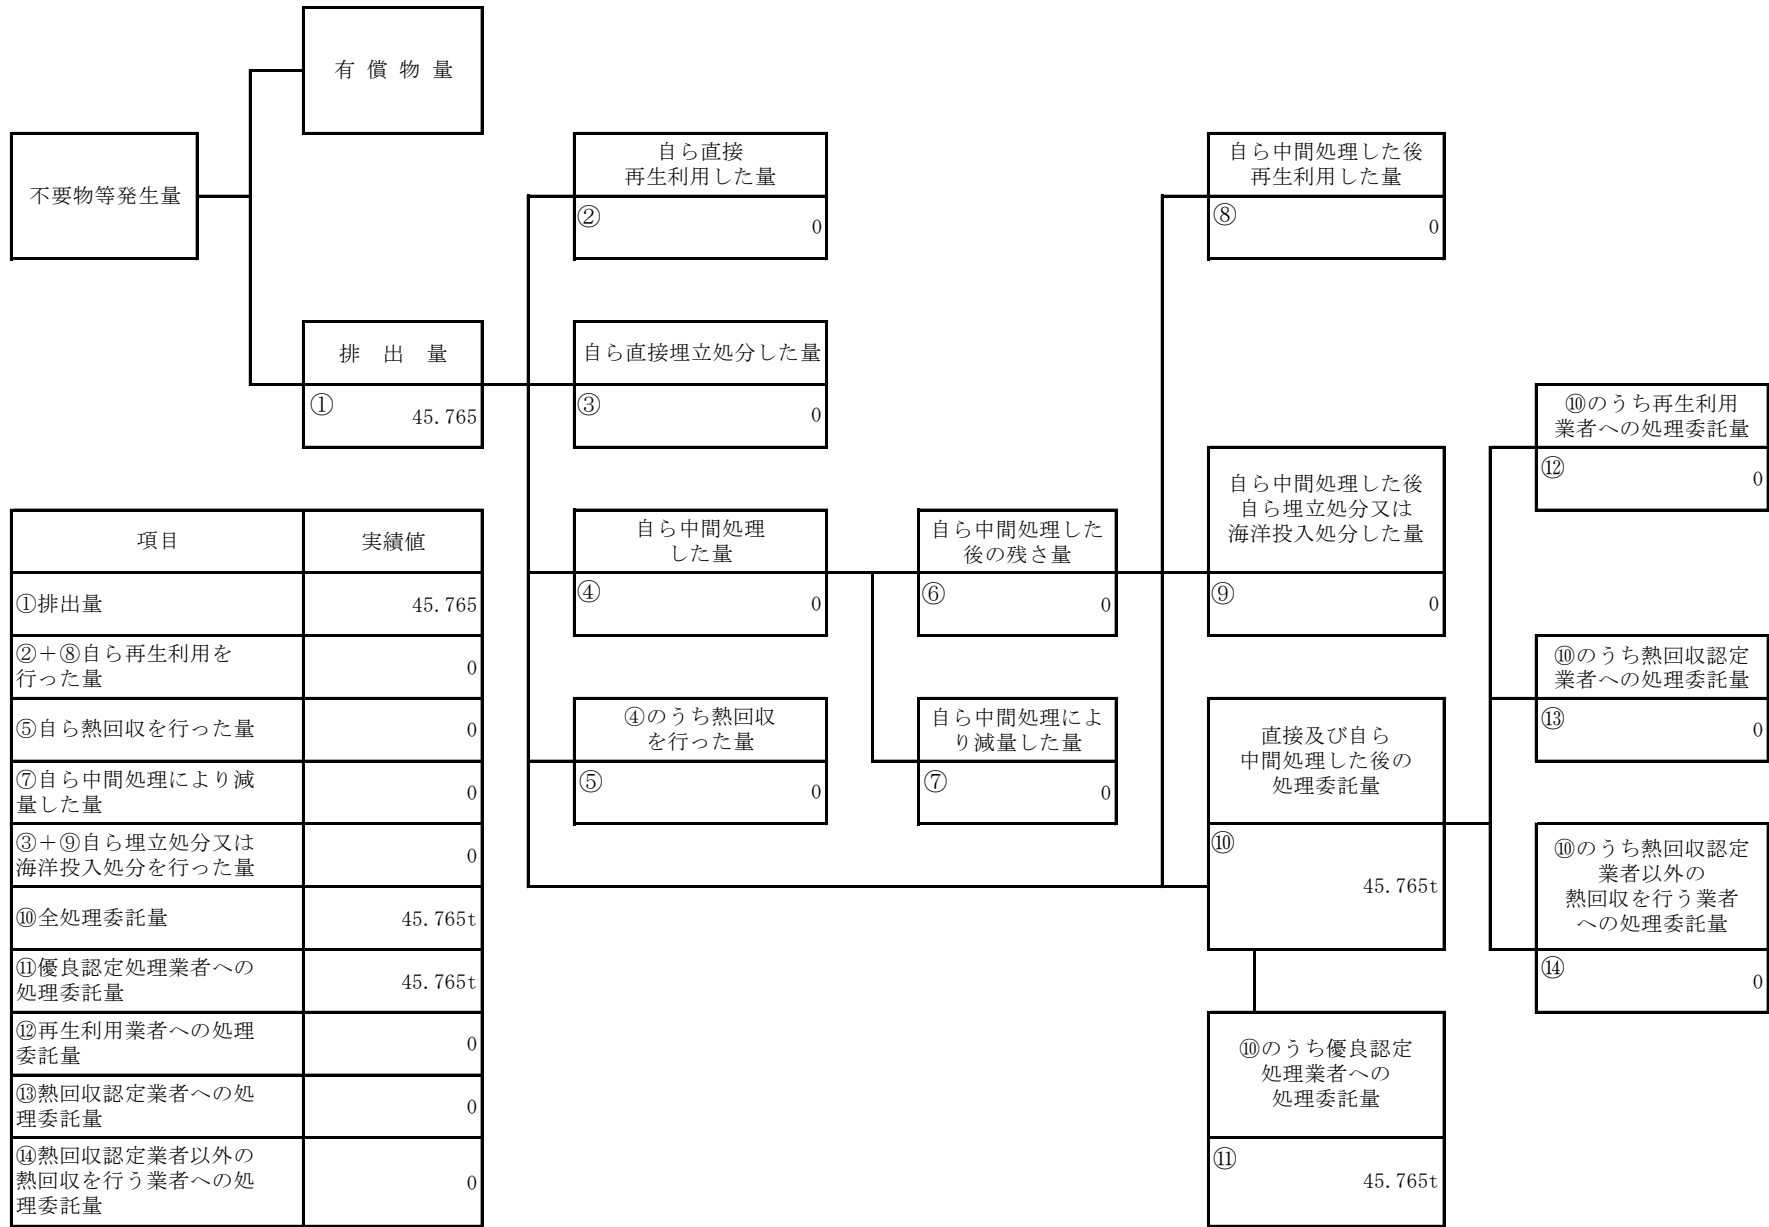 有 償 物 量
不要物等発生量
自ら直接
再生利用した量
②
0
自ら中間処理した後
再生利用した量
⑧
0
排 出 量
①
45.765
自ら直接埋立処分した量
③
0
⑩のうち再生利用
業者への処理委託量
⑫
0
自ら中間処理した後
自ら埋立処分又は
海洋投入処分した量
⑨
0
自ら中間処理
した量
④
0
自ら中間処理した
後の残さ量
⑥
0
⑩のうち熱回収認定
業者への処理委託量
⑬
0
④のうち熱回収
を行った量
⑤
0
自ら中間処理によ
り減量した量
⑦
0
直接及び自ら
中間処理した後の
処理委託量
⑩
45.765t
⑩のうち熱回収認定
業者以外の
熱回収を行う業者
への処理委託量
⑭
0
⑩のうち優良認定
処理業者への
処理委託量
⑪
45.765t
項目 実績値
①排出量 45.765
②+⑧自ら再生利用を
行った量 0
⑤自ら熱回収を行った量 0
⑦自ら中間処理により減
量した量 0
③+⑨自ら埋立処分又は
海洋投入処分を行った量 0
⑩全処理委託量 45.765t
⑪優良認定処理業者への
処理委託量 45.765t
⑫再生利用業者への処理
委託量 0
⑬熱回収認定業者への処
理委託量 0
⑭熱回収認定業者以外の
熱回収を行う業者への処
理委託量 0